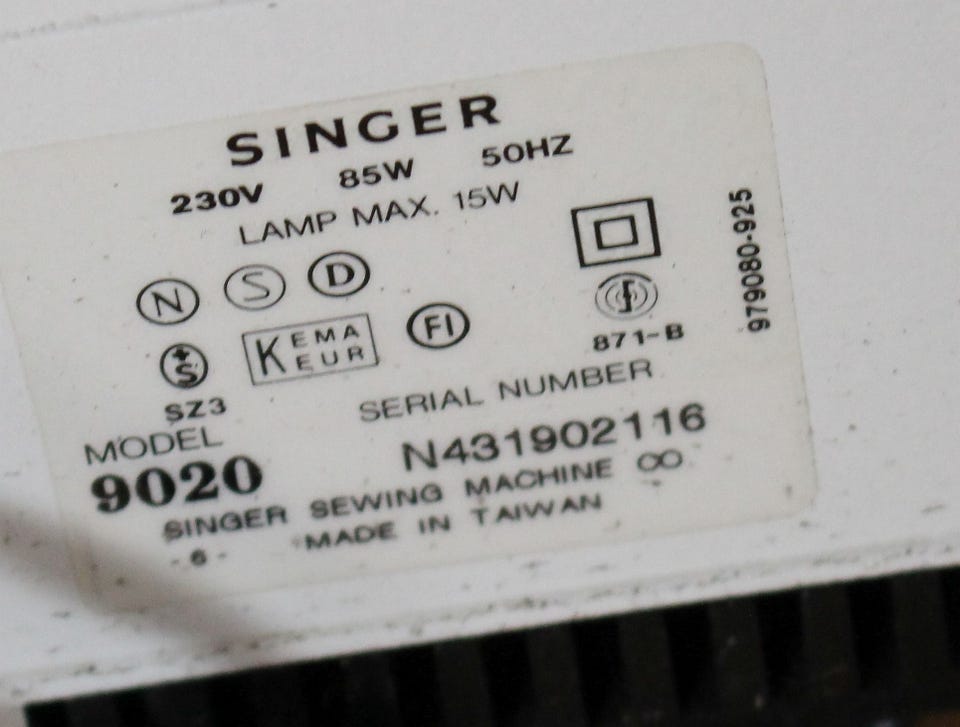 SINGER
230V 85W 50HZ
LAMP MAX. 15W
N S D
+S KEMA KEUR FI
SZ3
871-B
979080-925
MODEL SERIAL NUMBER
9020 N431902116
SINGER SEWING MACHINE CO
-6- MADE IN TAIWAN